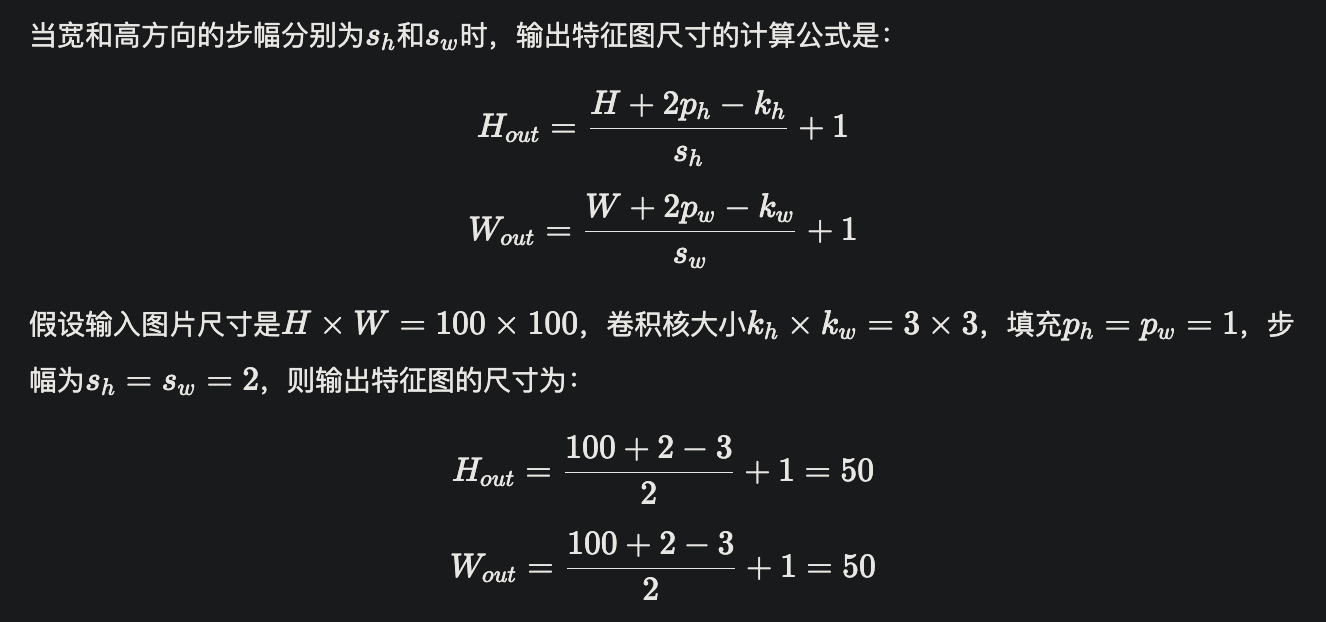 当宽和高方向的步幅分别为$s_h$和$s_w$时，输出特征图尺寸的计算公式是：
$$H_{out} = \frac{H + 2p_h - k_h}{s_h} + 1$$
$$W_{out} = \frac{W + 2p_w - k_w}{s_w} + 1$$
假设输入图片尺寸是$H \times W = 100 \times 100$，卷积核大小$k_h \times k_w = 3 \times 3$，填充$p_h = p_w = 1$，步
幅为$s_h = s_w = 2$，则输出特征图的尺寸为：
$$H_{out} = \frac{100 + 2 - 3}{2} + 1 = 50$$
$$W_{out} = \frac{100 + 2 - 3}{2} + 1 = 50$$